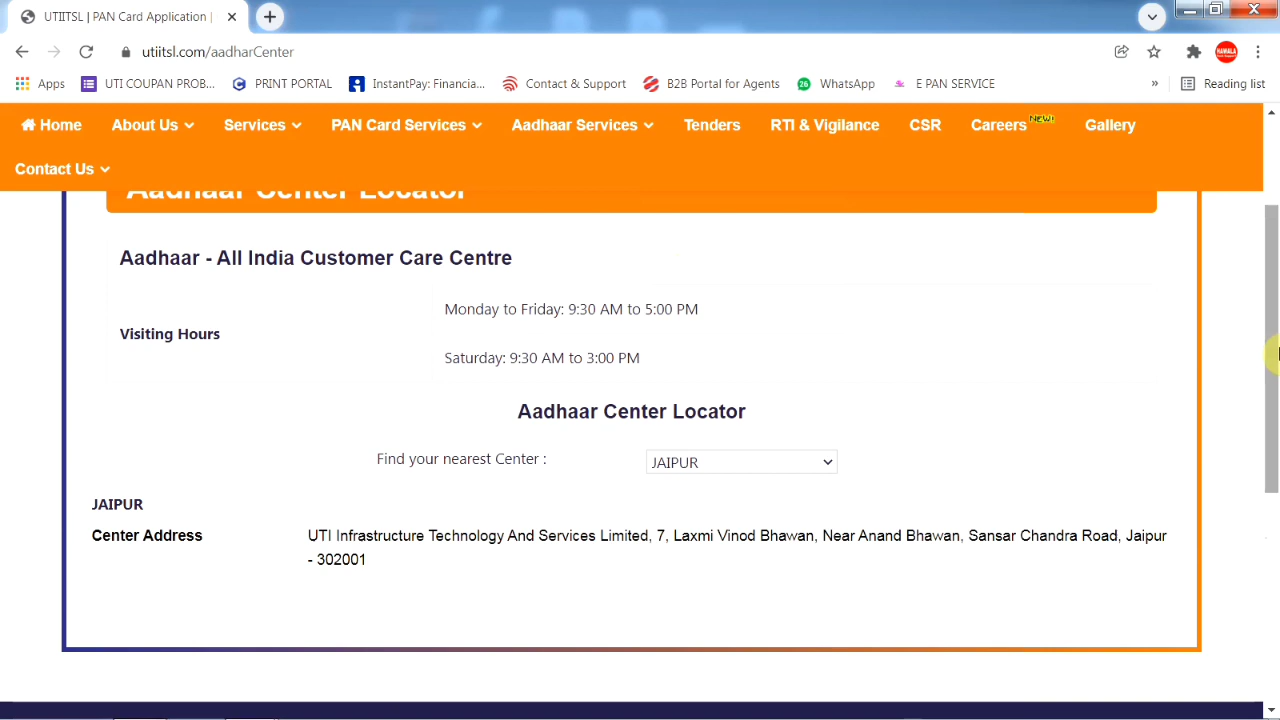 UTIITSL | PAN Card Application |
utiitsl.com/aadharCenter
Apps UTI COUPAN PROB... PRINT PORTAL InstantPay: Financia... Contact & Support B2B Portal for Agents 26 WhatsApp E PAN SERVICE » Reading list
Home About Us Services PAN Card Services Aadhaar Services Tenders RTI & Vigilance CSR Careers NEW! Gallery
Contact Us
Aadhaar Center Locator
Aadhaar - All India Customer Care Centre
Monday to Friday: 9:30 AM to 5:00 PM
Visiting Hours
Saturday: 9:30 AM to 3:00 PM
Aadhaar Center Locator
Find your nearest Center : JAIPUR
JAIPUR
Center Address UTI Infrastructure Technology And Services Limited, 7, Laxmi Vinod Bhawan, Near Anand Bhawan, Sansar Chandra Road, Jaipur
- 302001